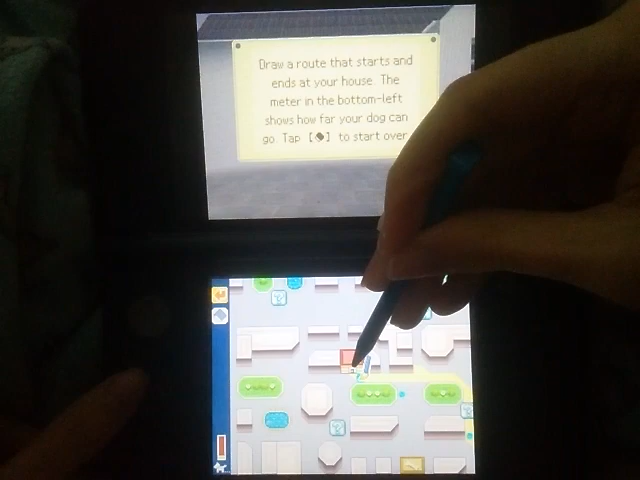 Draw a route that starts and
ends at your house. The
meter in the bottom-left
shows how far your dog can
go. Tap [ ] to start over